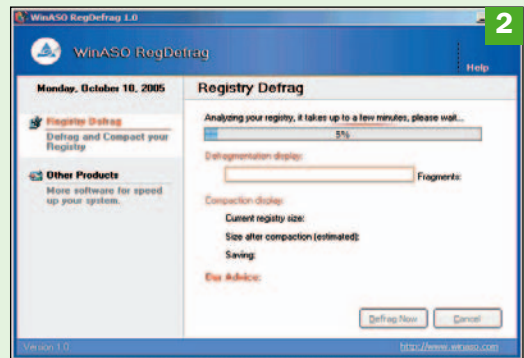 WinASO RegDefrag 1.0
2
WinASO RegDefrag
Help
Monday, October 10, 2005
Registry Defrag
Defrag and Compact your
Registry
Other Products
More software for speed
up your system.
Registry Defrag
Analyzing your registry, it takes up to a few minutes, please wait...
5%
Defragmentation display:
Fragments:
Compaction display:
Current registry size:
Size after compaction (estimated):
Saving:
Our Advice:
Defrag Now
Cancel
Version 1.0
http://www.winaso.com